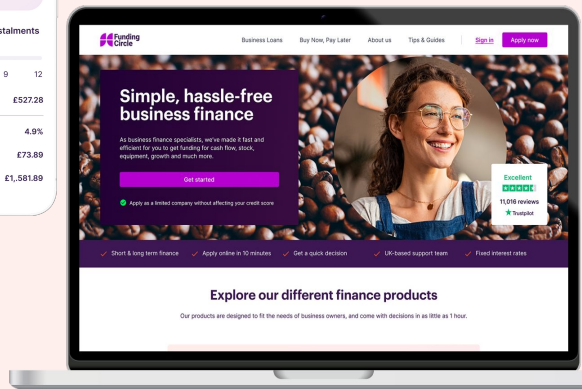 stalments
9 12
£527.28
4.9%
£73.89
£1,.581.89
Funding
Circle
Business Loans Buy Now, Pay Later About us Tips & Guides Sign in Apply now
Simple, hassle-free
business finance
As business finance specialists, we've made it fast and
efficient for you to get funding for cash flow, stock,
equipment, growth and much more.
Get started
Apply as a limited company without affecting your credit score
Excellent
11,016 reviews
Trustpilot
Short & long term finance Apply online in 10 minutes Get a quick decision UK-based support team Fixed interest rates
Explore our different finance products
Our products are designed to fit the needs of business owners, and come with decisions in as little as 1 hour.